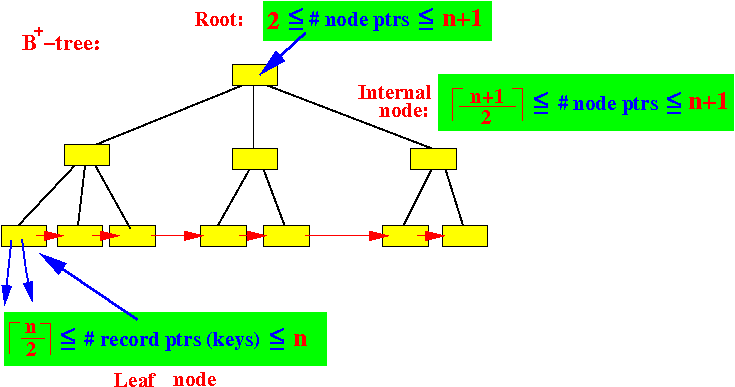 B+-tree:
Root: 2 ≦ # node ptrs ≦ n+1
Internal node: ⌈n+1/2⌉ ≦ # node ptrs ≦ n+1
⌈n/2⌉ ≦ # record ptrs (keys) ≦ n
Leaf node